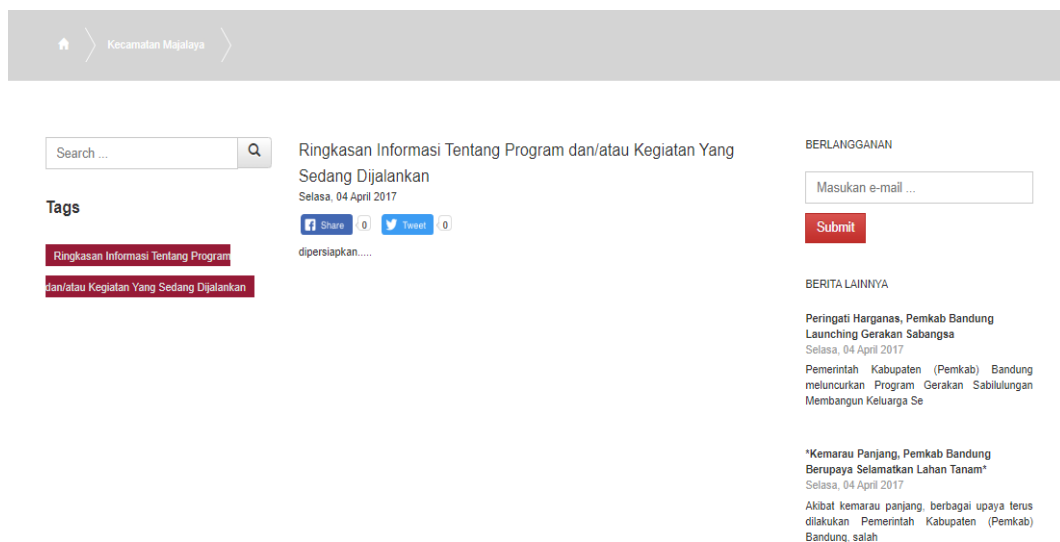 Kecamatan Majalaya
Search ...
Tags
Ringkasan Informasi Tentang Program
dan/atau Kegiatan Yang Sedang Dijalankan
Ringkasan Informasi Tentang Program dan/atau Kegiatan Yang
Sedang Dijalankan
Selasa, 04 April 2017
Share 0 Tweet 0
dipersiapkan.....
BERLANGGANAN
Masukan e-mail ...
Submit
BERITA LAINNYA
Peringati Harganas, Pemkab Bandung
Launching Gerakan Sabangsa
Selasa, 04 April 2017
Pemerintah Kabupaten (Pemkab) Bandung
meluncurkan Program Gerakan Sabilulungan
Membangun Keluarga Se
*Kemarau Panjang, Pemkab Bandung
Berupaya Selamatkan Lahan Tanam*
Selasa, 04 April 2017
Akibat kemarau panjang, berbagai upaya terus
dilakukan Pemerintah Kabupaten (Pemkab)
Bandung, salah